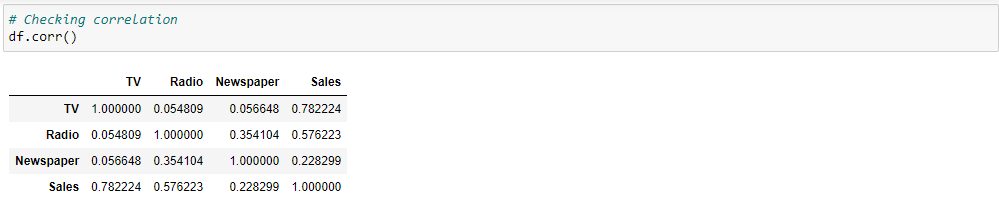 # Checking correlation
df.corr()
TV Radio Newspaper Sales
TV 1.000000 0.054809 0.056648 0.782224
Radio 0.054809 1.000000 0.354104 0.576223
Newspaper 0.056648 0.354104 1.000000 0.228299
Sales 0.782224 0.576223 0.228299 1.000000